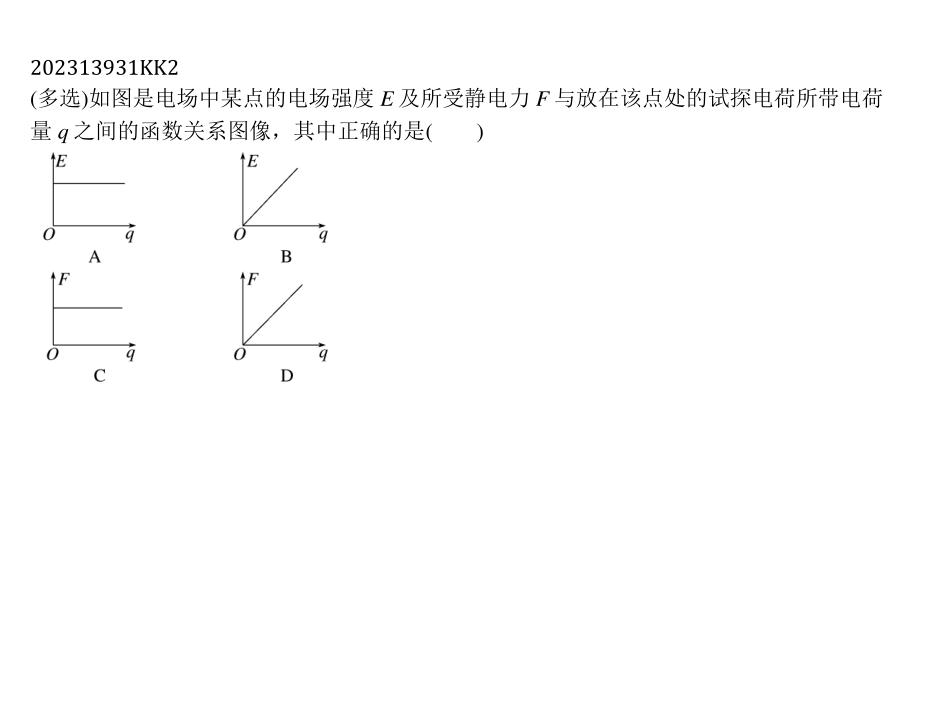 202313931KK2
(多选)如图是电场中某点的电场强度 E 及所受静电力 F 与放在该点处的试探电荷所带电荷
量 q 之间的函数关系图像，其中正确的是(　　)
E E
O q O q
A B
F F
O q O q
C D